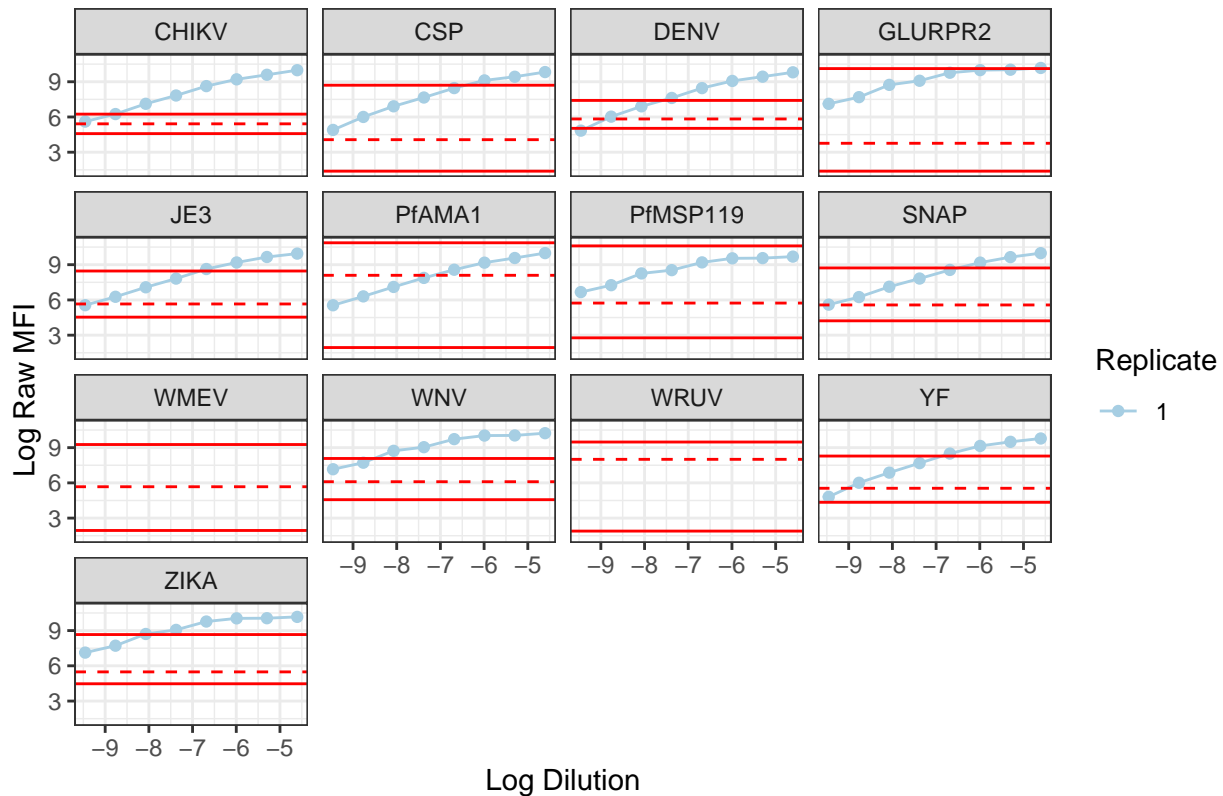 CHIKV CSP DENV GLURPR2
9
6
3
JE3 PfAMA1 PfMSP119 SNAP
9
6
3
WMEV WNV WRUV YF
9
6
3
−9 −8 −7 −6 −5 −9 −8 −7 −6 −5 −9 −8 −7 −6 −5
ZIKA
9
6
3
−9 −8 −7 −6 −5
Log Dilution
Log Raw MFI
Replicate
1